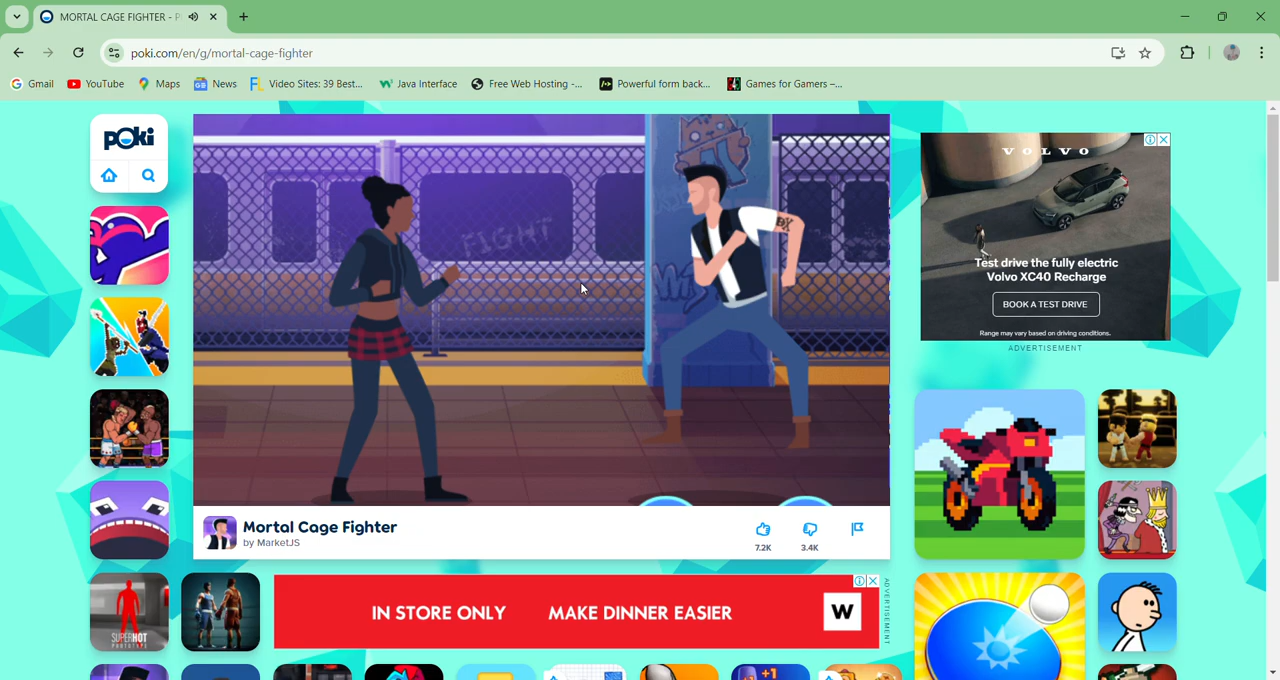 MORTAL CAGE FIGHTER - P
poki.com/en/g/mortal-cage-fighter
Gmail
YouTube
Maps
News
Video Sites: 39 Best...
Java Interface
Free Web Hosting -...
Powerful form back...
Games for Gamers –...
poki
FIGHT
Mortal Cage Fighter
by MarketJS
7.2K
3.4K
VOLVO
Test drive the fully electric
Volvo XC40 Recharge
BOOK A TEST DRIVE
Range may vary based on driving conditions.
ADVERTISEMENT
SUPERHOT
PROTOTYPE
IN STORE ONLY
MAKE DINNER EASIER
W
ADVERTISEMENT
+1